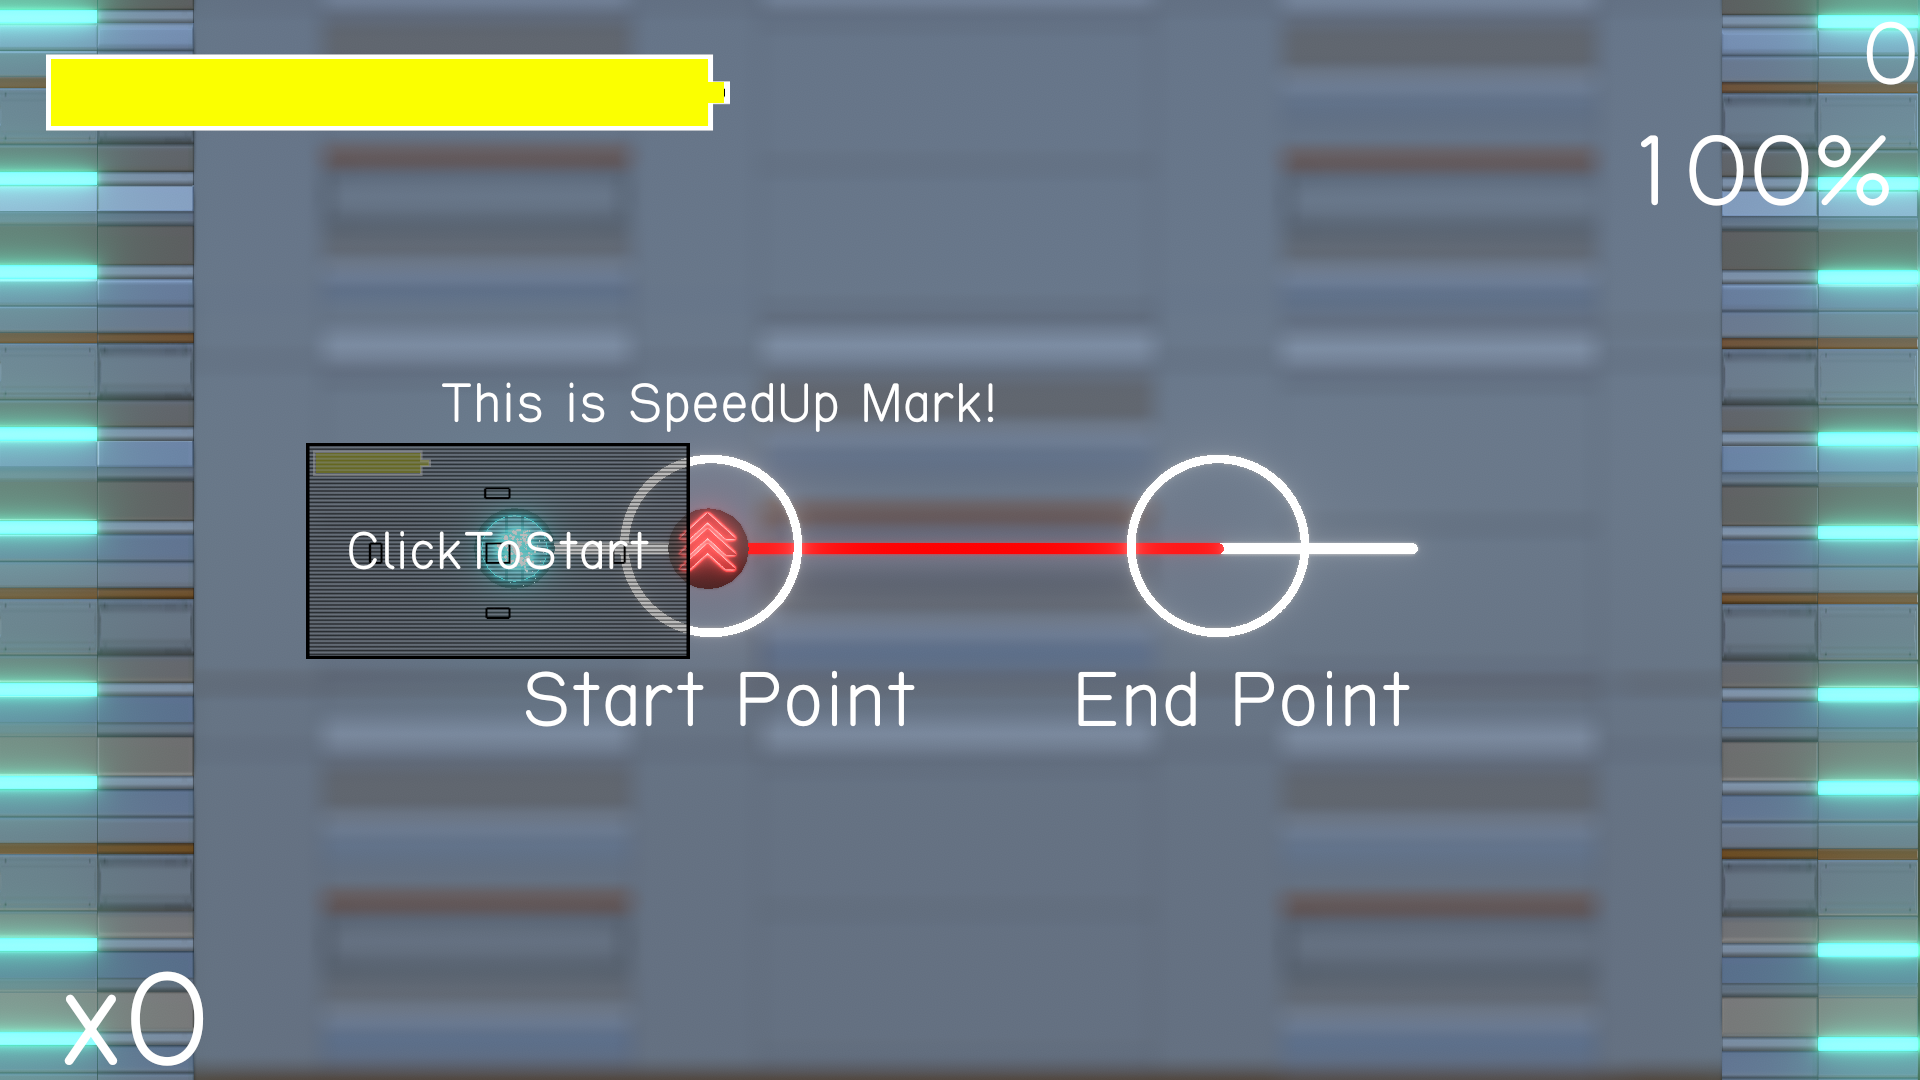 0
100%
This is SpeedUp Mark!
ClickToStart
Start Point
End Point
x0